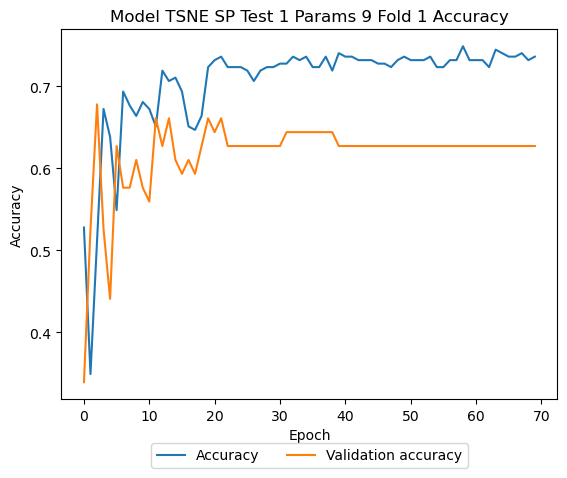 Model TSNE SP Test 1 Params 9 Fold 1 Accuracy
Accuracy
0.7
0.6
0.5
0.4
0 10 20 30 40 50 60 70
Epoch
Accuracy Validation accuracy